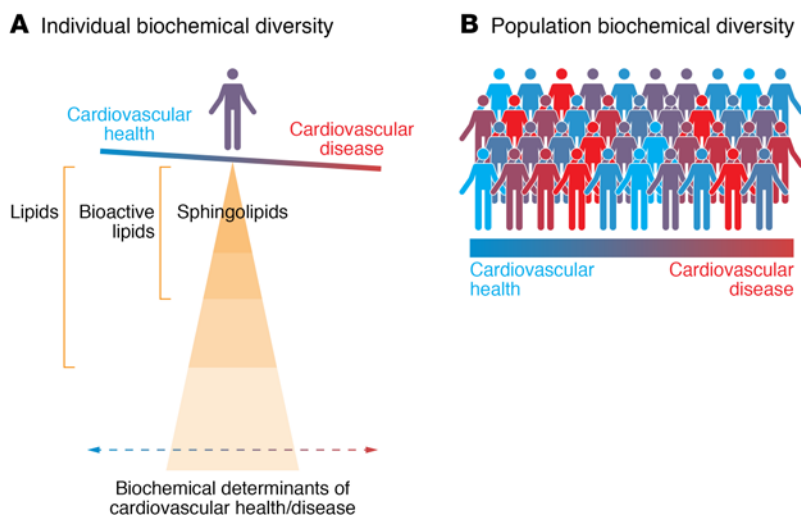 A Individual biochemical diversity
Cardiovascular
health
Cardiovascular
disease
Lipids
Bioactive
lipids
Sphingolipids
Biochemical determinants of
cardiovascular health/disease
B Population biochemical diversity
Cardiovascular
health
Cardiovascular
disease